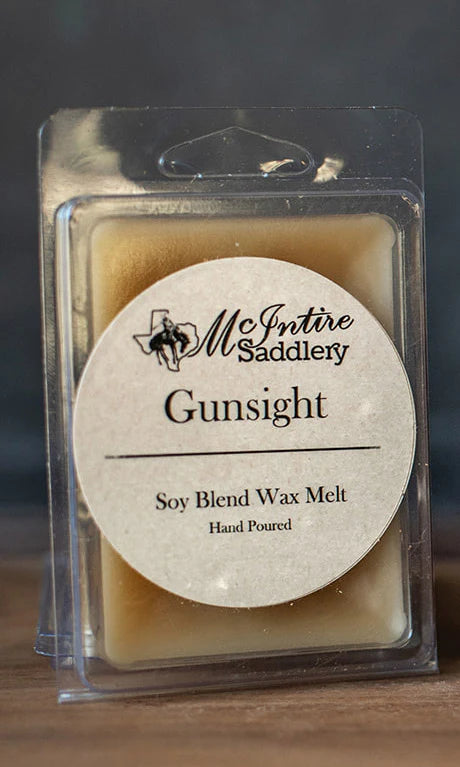 McIntire
Saddlery
Gunsight
Soy Blend Wax Melt
Hand Poured